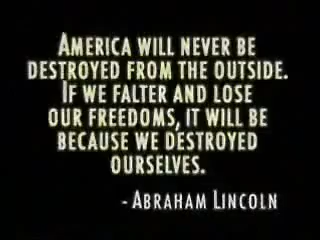 AMERICA WILL NEVER BE
DESTROYED FROM THE OUTSIDE.
IF WE FALTER AND LOSE
OUR FREEDOMS, IT WILL BE
BECAUSE WE DESTROYED
OURSELVES.
- ABRAHAM LINCOLN